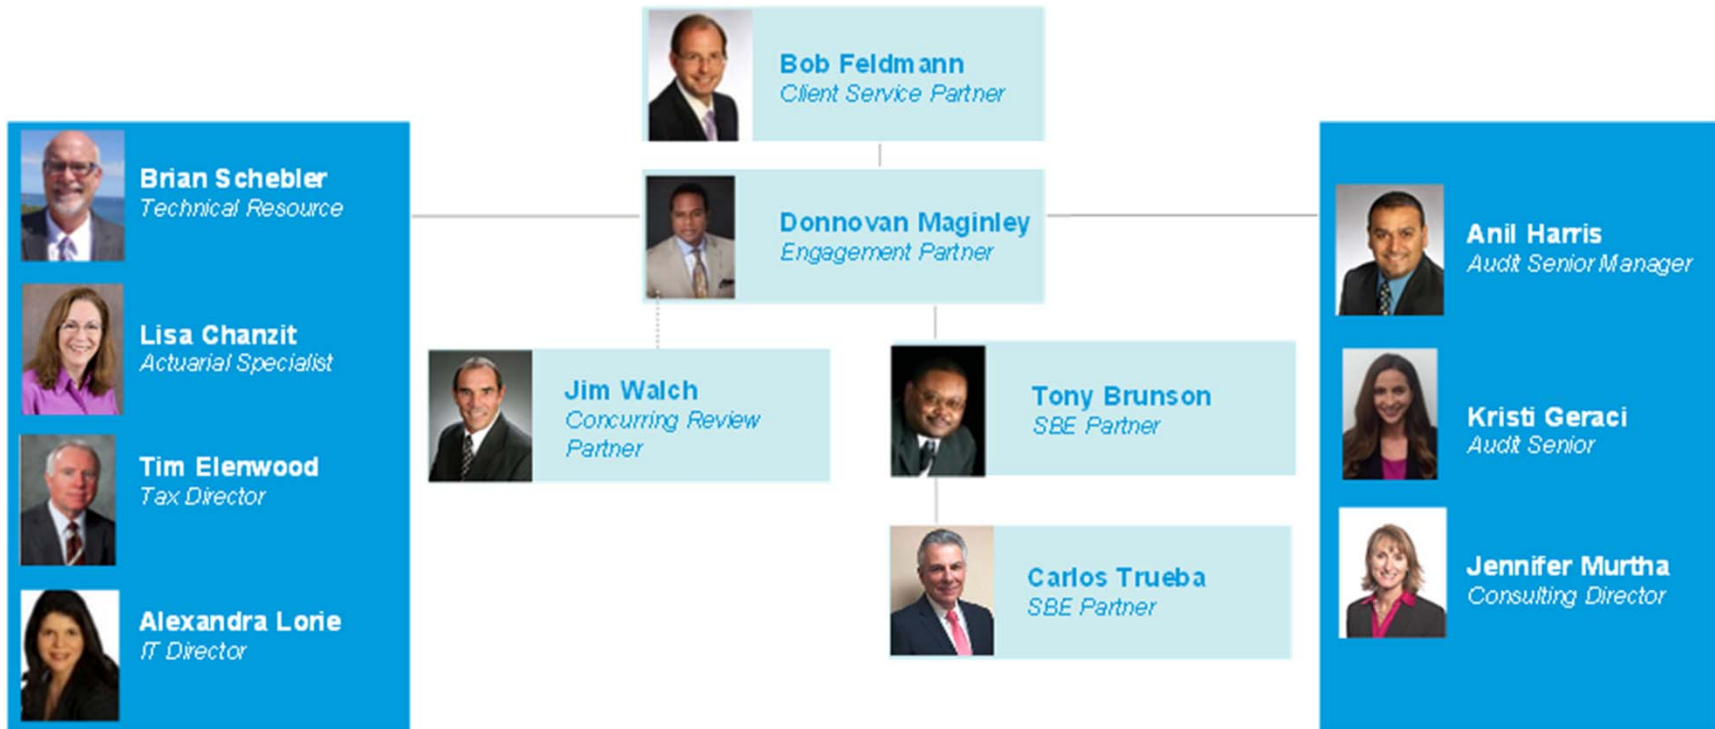 Bob Feldmann
Client Service Partner
Donnovan Maginley
Engagement Partner
Jim Walch
Concurring Review
Partner
Tony Brunson
SBE Partner
Carlos Trueba
SBE Partner
Brian Schebler
Technical Resource
Lisa Chanzit
Actuarial Specialist
Tim Elenwood
Tax Director
Alexandra Lorie
IT Director
Anil Harris
Audit Senior Manager
Kristi Geraci
Audit Senior
Jennifer Murtha
Consulting Director